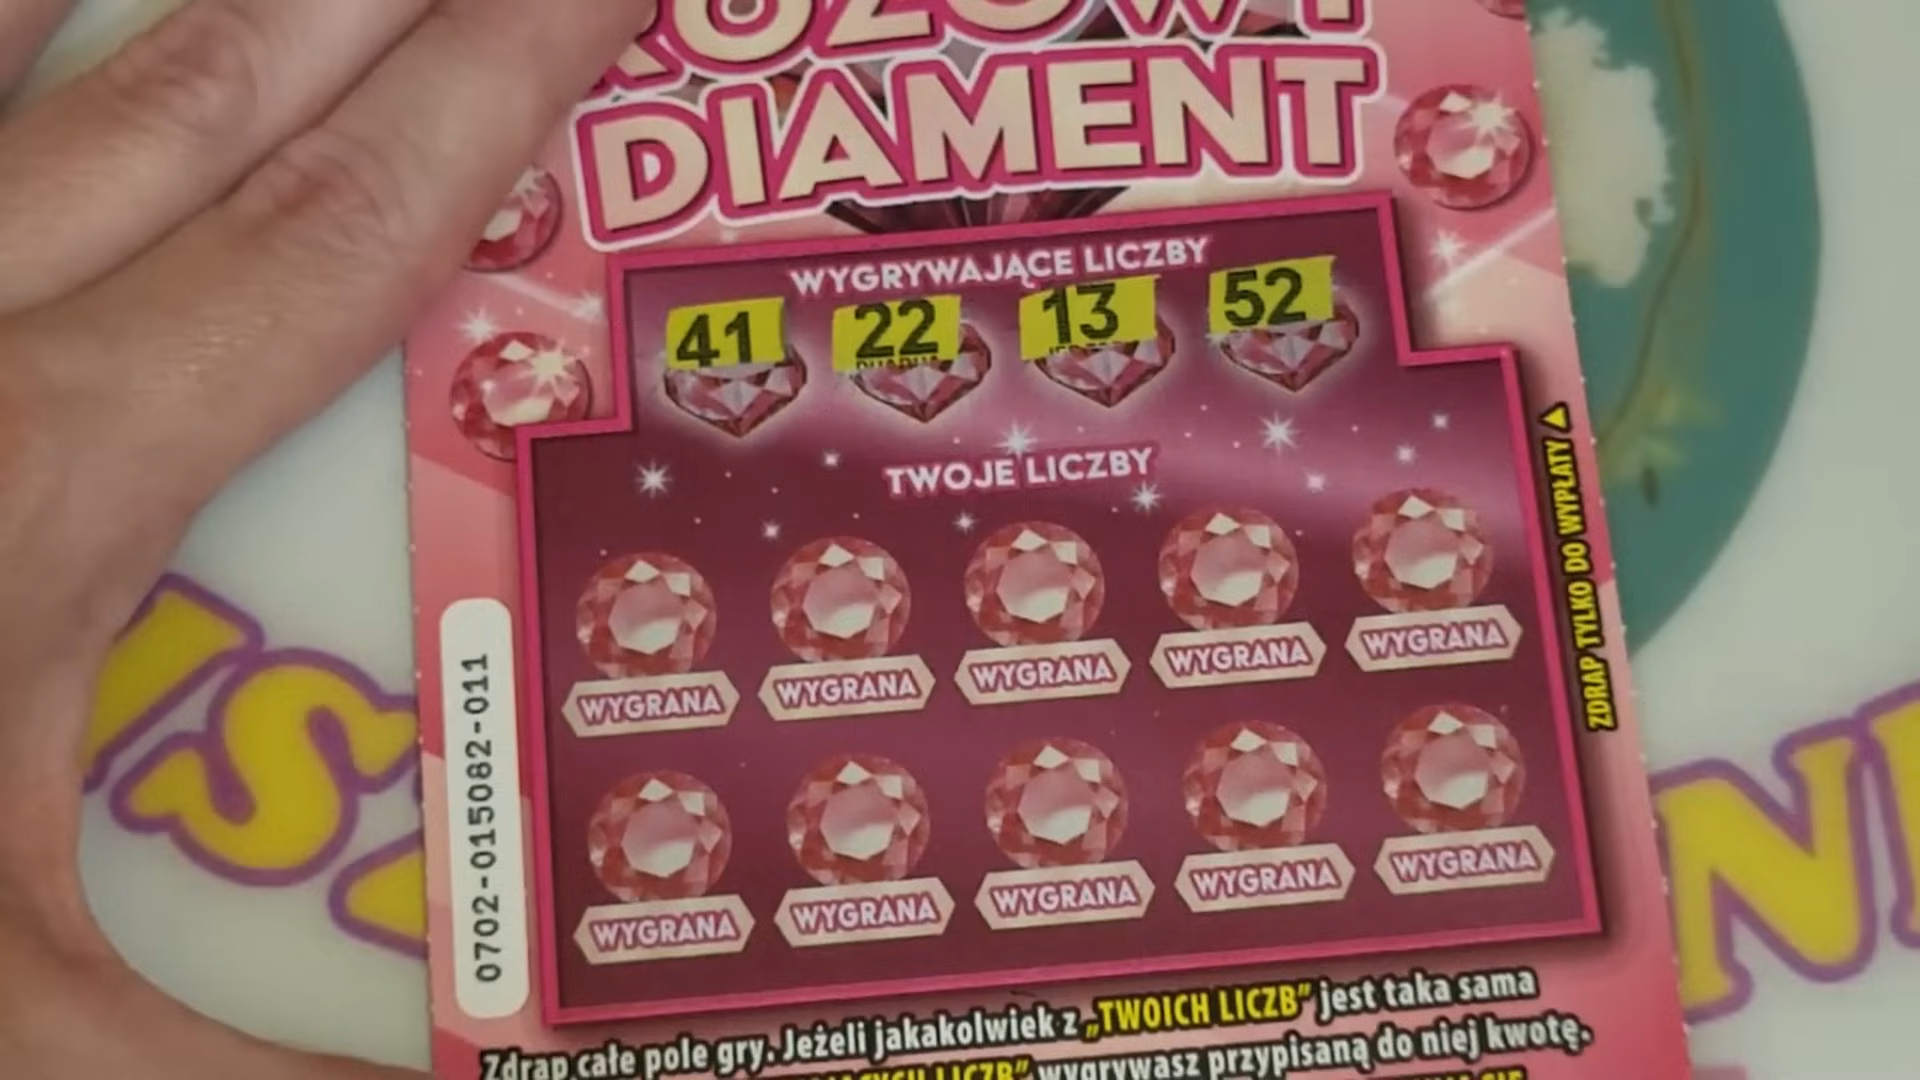 RÓŻOWY
DIAMENT
WYGRYWAJĄCE LICZBY
41 22 13 52
TWOJE LICZBY
WYGRANA WYGRANA WYGRANA WYGRANA WYGRANA
WYGRANA WYGRANA WYGRANA WYGRANA WYGRANA
0702-015082-011
ZDRAP TYLKO DO WYPŁATY
Zdrap całe pole gry. Jeżeli jakakolwiek z „TWOICH LICZB” jest taka sama
LICZB” wygrywasz przypisaną do niej kwotę.